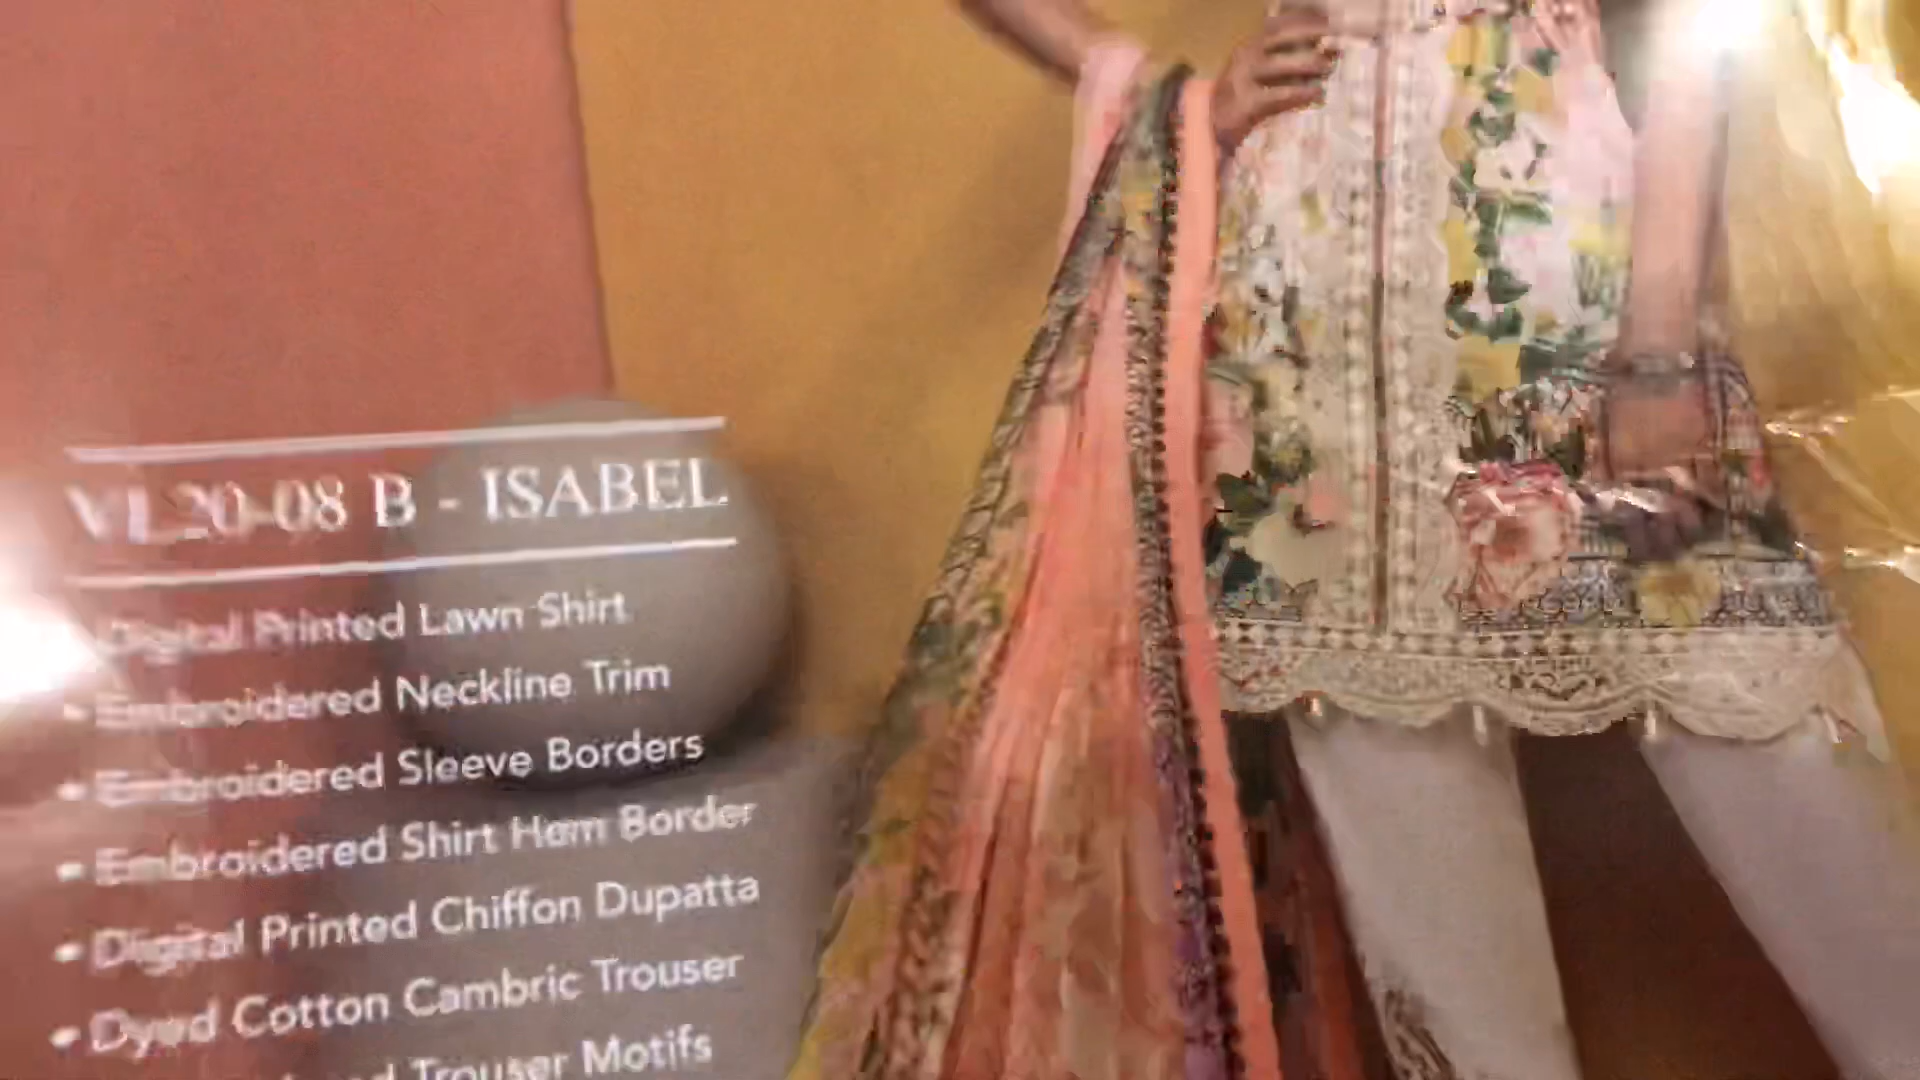 VL20-08 B - ISABEL
Digital Printed Lawn Shirt
• Embroidered Neckline Trim
• Embroidered Sleeve Borders
• Embroidered Shirt Hem Border
• Digital Printed Chiffon Dupatta
• Dyed Cotton Cambric Trouser
Trouser Motifs